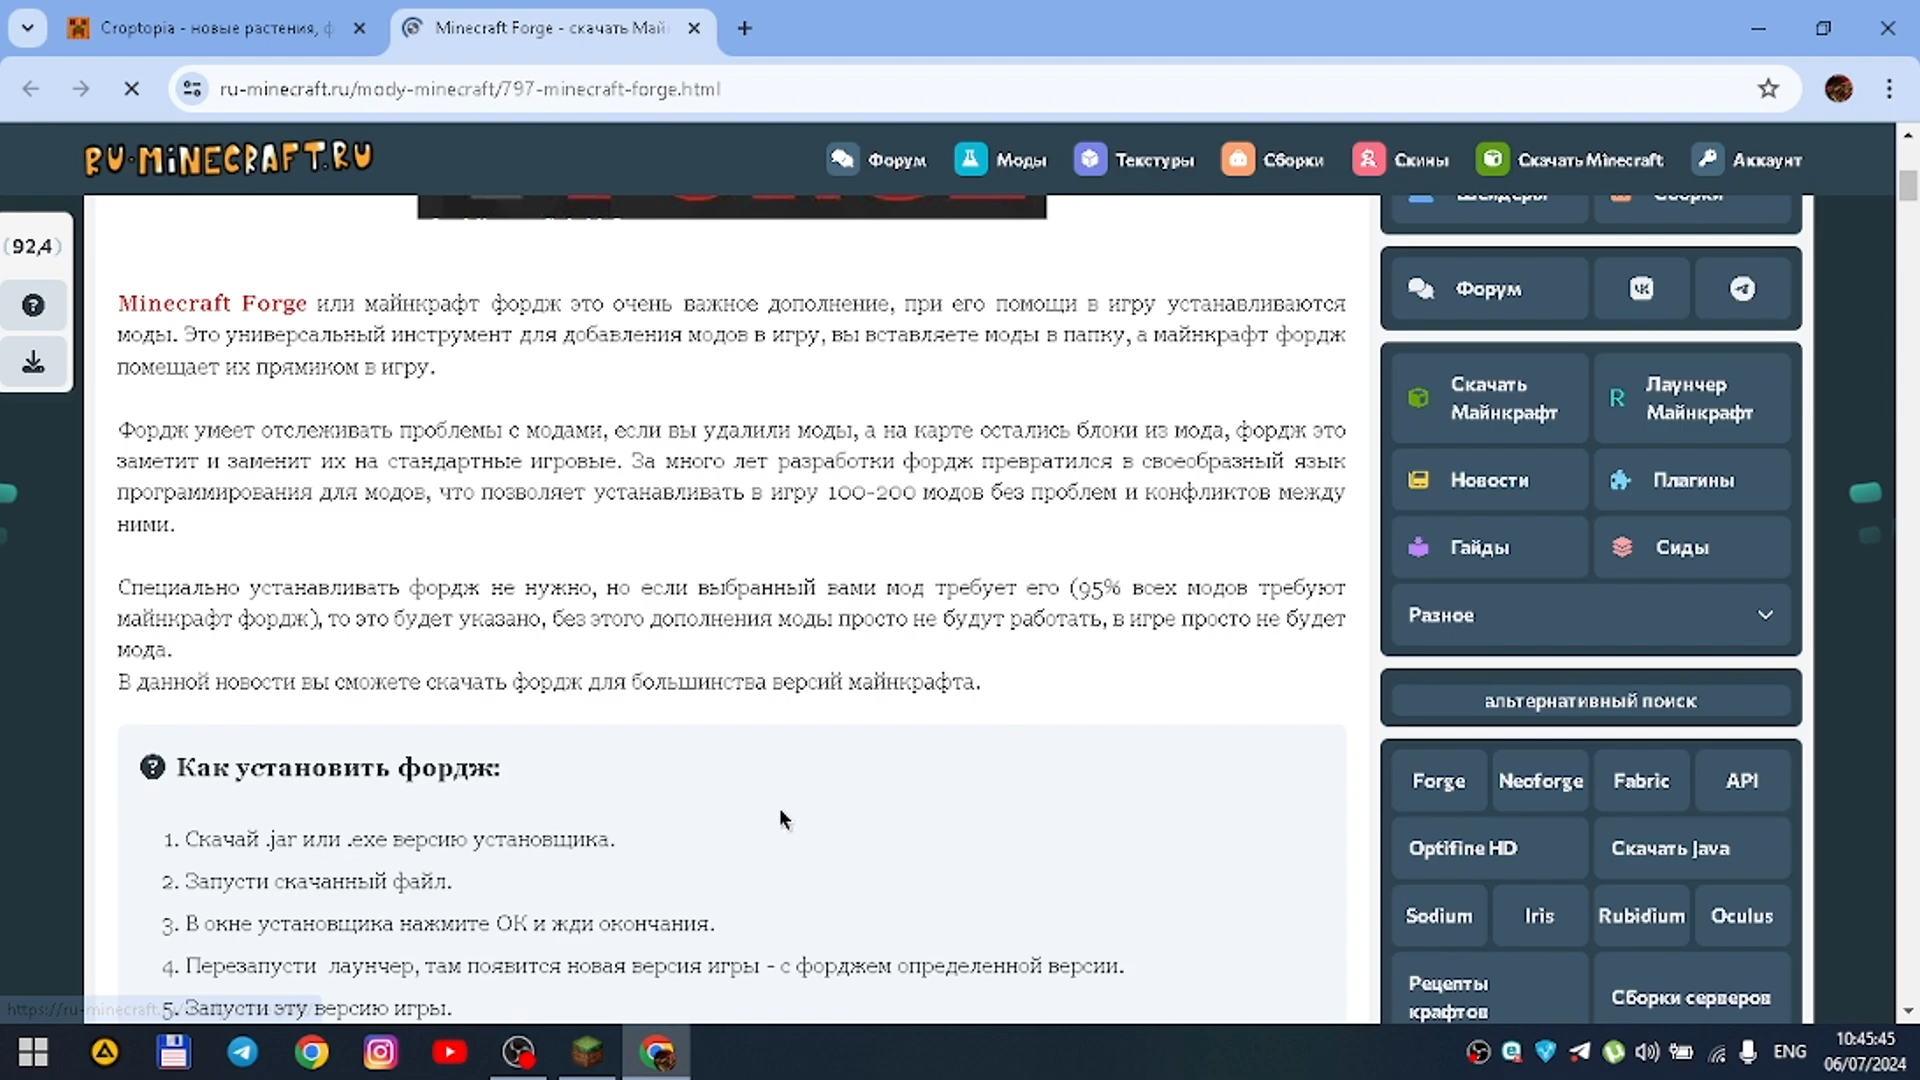 Croptopia - новые растения, ф
Minecraft Forge - скачать Май
ru-minecraft.ru/mody-minecraft/797-minecraft-forge.html
RU-MINECRAFT.RU
Форум
Моды
Текстуры
Сборки
Скины
Скачать Minecraft
Аккаунт
(92,4)
Minecraft Forge или майнкрафт фордж это очень важное дополнение, при его помощи в игру устанавливаются
моды. Это универсальный инструмент для добавления модов в игру, вы вставляете моды в папку, а майнкрафт фордж
помещает их прямиком в игру.
Фордж умеет отслеживать проблемы с модами, если вы удалили моды, а на карте остались блоки из мода, фордж это
заметит и заменит их на стандартные игровые. За много лет разработки фордж превратился в своеобразный язык
программирования для модов, что позволяет устанавливать в игру 100-200 модов без проблем и конфликтов между
ними.
Специально устанавливать фордж не нужно, но если выбранный вами мод требует его (95% всех модов требуют
майнкрафт фордж), то это будет указано, без этого дополнения моды просто не будут работать, в игре просто не будет
мода.
В данной новости вы сможете скачать фордж для большинства версий майнкрафта.
Как установить фордж:
1. Скачай .jar или .exe версию установщика.
2. Запусти скачанный файл.
3. В окне установщика нажмите ОК и жди окончания.
4. Перезапусти лаунчер, там появится новая версия игры - с форджем определенной версии.
5. Запусти эту версию игры.
Шейдеры
Сборки
Форум
Скачать
Майнкрафт
Лаунчер
Майнкрафт
Новости
Плагины
Гайды
Сиды
Разное
альтернативный поиск
Forge
Neoforge
Fabric
API
Optifine HD
Скачать Java
Sodium
Iris
Rubidium
Oculus
Рецепты
крафтов
Сборки серверов
ENG
10:45:45
06/07/2024